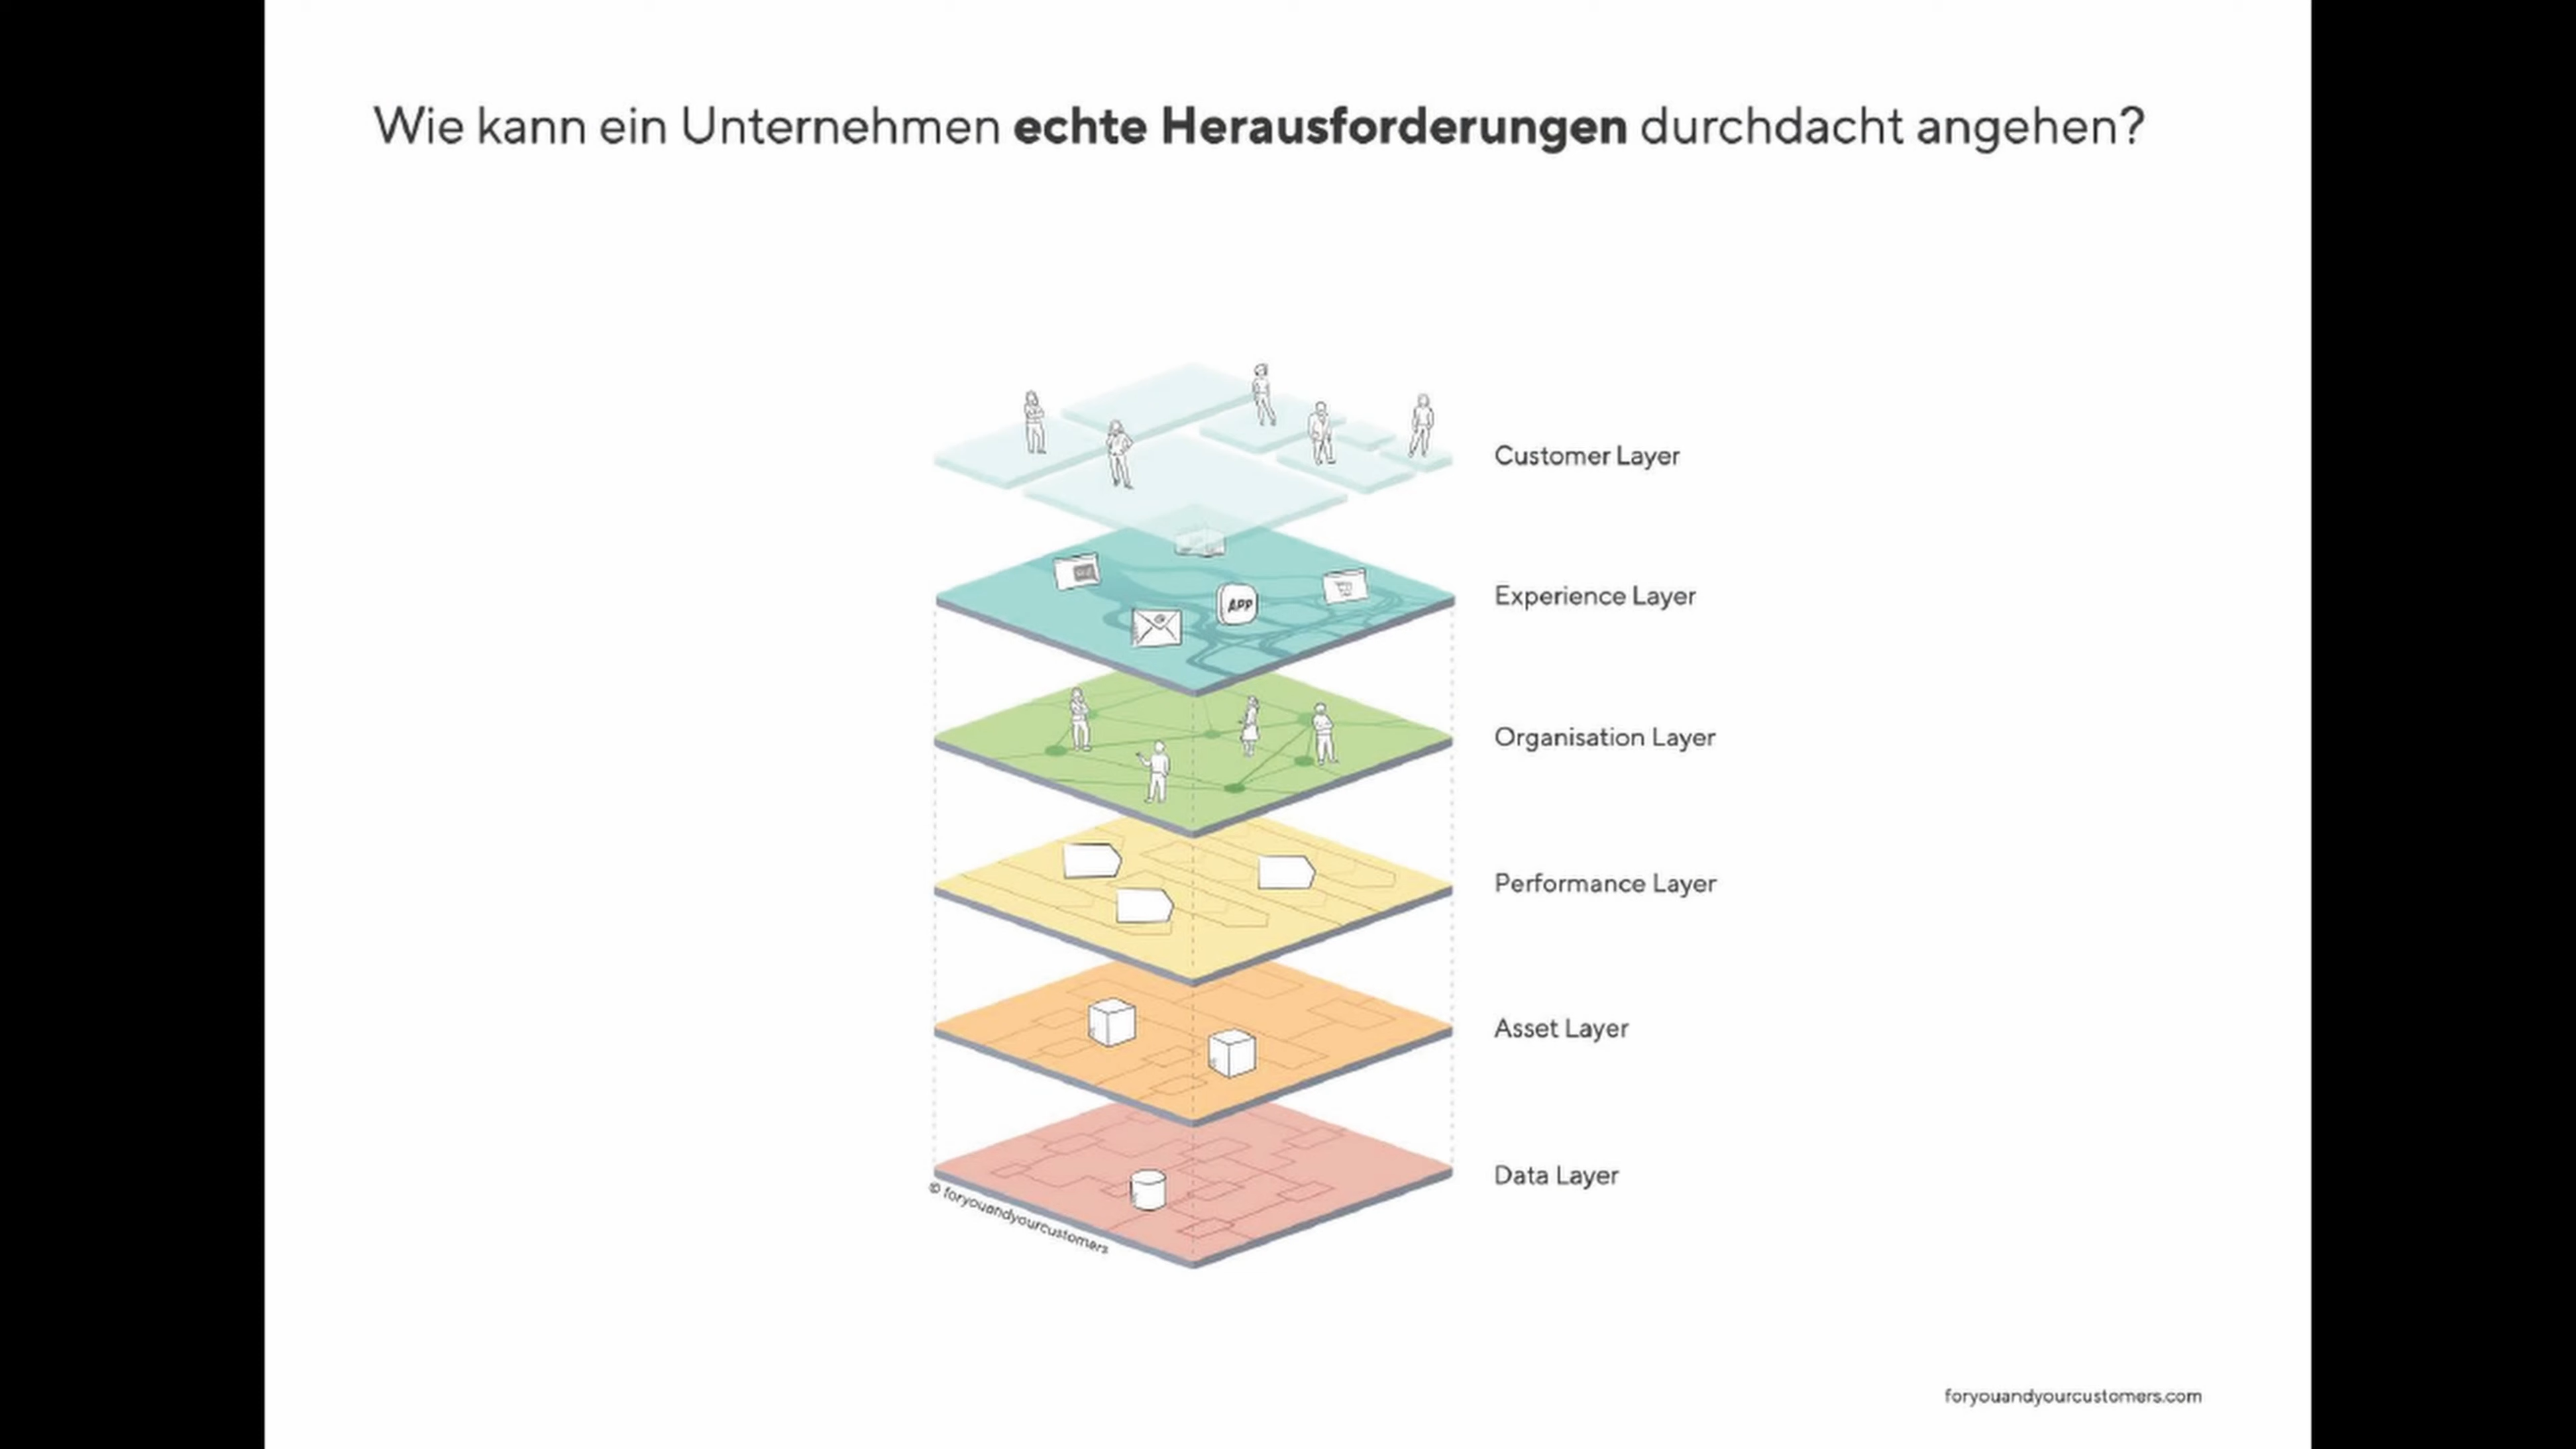 Wie kann ein Unternehmen echte Herausforderungen durchdacht angehen?
Customer Layer
Experience Layer
APP
Organisation Layer
Performance Layer
Asset Layer
Data Layer
© foryouandyourcustomers
foryouandyourcustomers.com